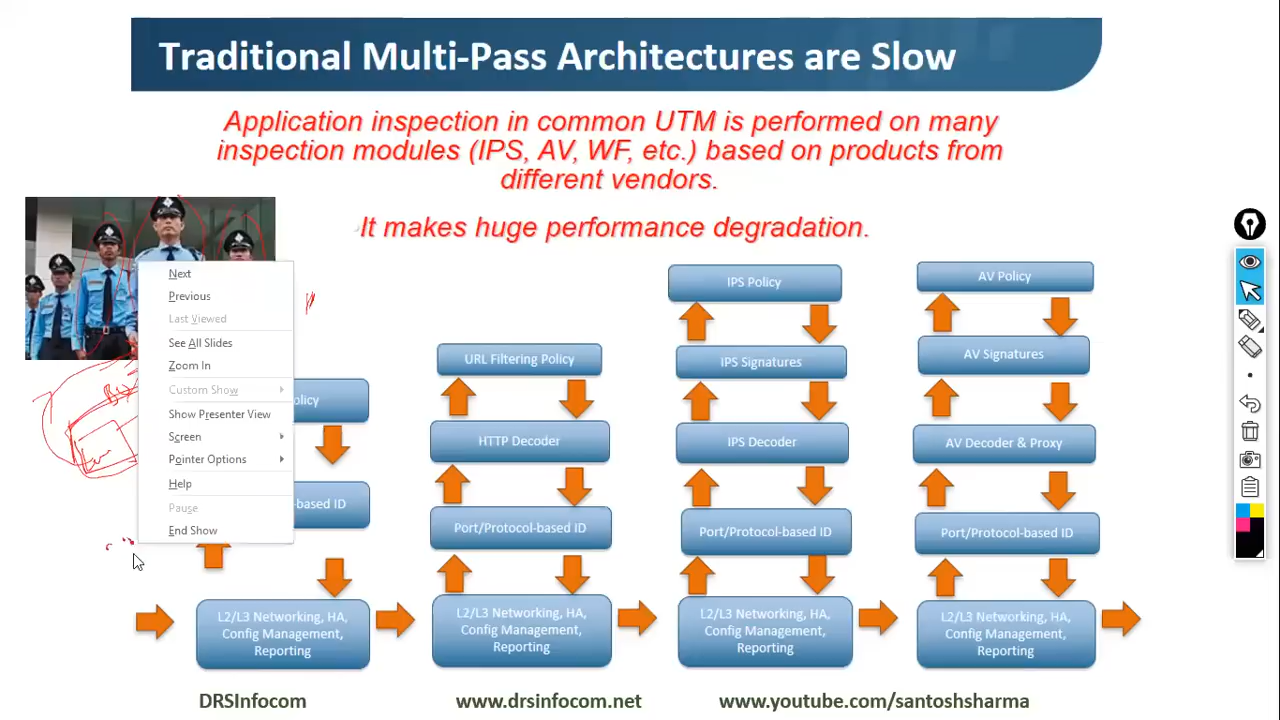 Traditional Multi-Pass Architectures are Slow
Application inspection in common UTM is performed on many
inspection modules (IPS, AV, WF, etc.) based on products from
different vendors.
It makes huge performance degradation.
Next
Previous
Last Viewed
See All Slides
Zoom In
Custom Show
Show Presenter View
Screen
Pointer Options
Help
Pause
End Show
olicy
-based ID
L2/L3 Networking, HA,
Config Management,
Reporting
URL Filtering Policy
HTTP Decoder
Port/Protocol-based ID
L2/L3 Networking, HA,
Config Management,
Reporting
IPS Policy
IPS Signatures
IPS Decoder
Port/Protocol-based ID
L2/L3 Networking, HA,
Config Management,
Reporting
AV Policy
AV Signatures
AV Decoder & Proxy
Port/Protocol-based ID
L2/L3 Networking, HA,
Config Management,
Reporting
DRSInfocom
www.drsinfocom.net
www.youtube.com/santoshsharma